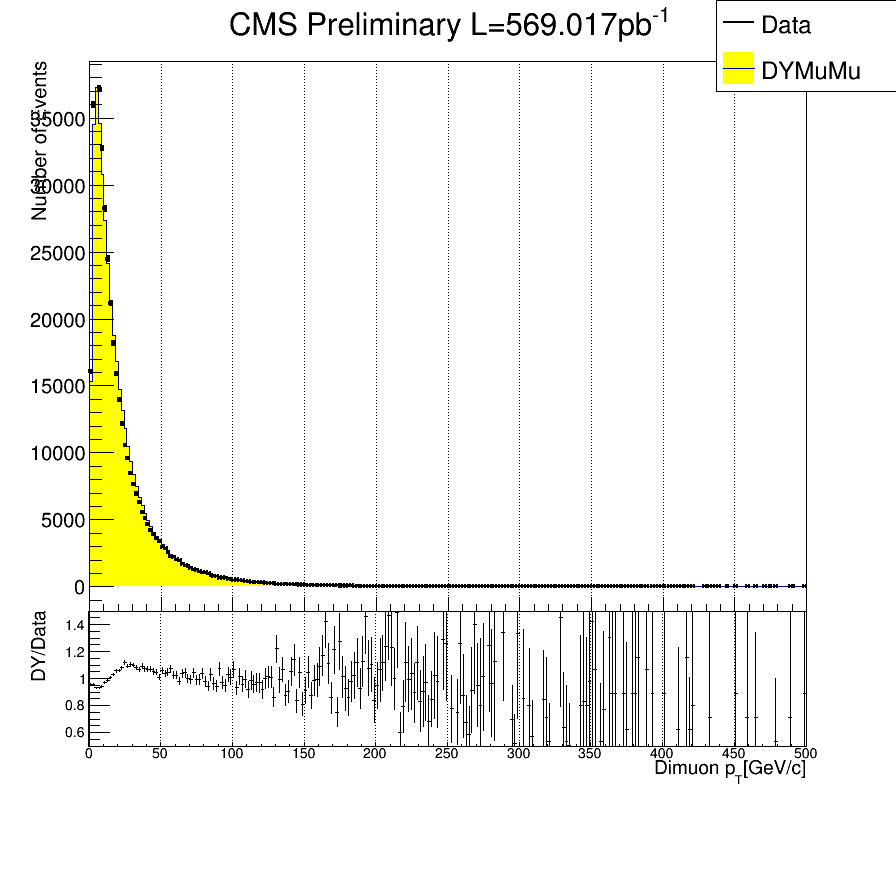 CMS Preliminary L=569.017pb-1
Data
DYMuMu
Number of Events
35000
30000
25000
20000
15000
10000
5000
0
DY/Data
1.4
1.2
1
0.8
0.6
0 50 100 150 200 250 300 350 400 450 500
Dimuon pT[GeV/c]